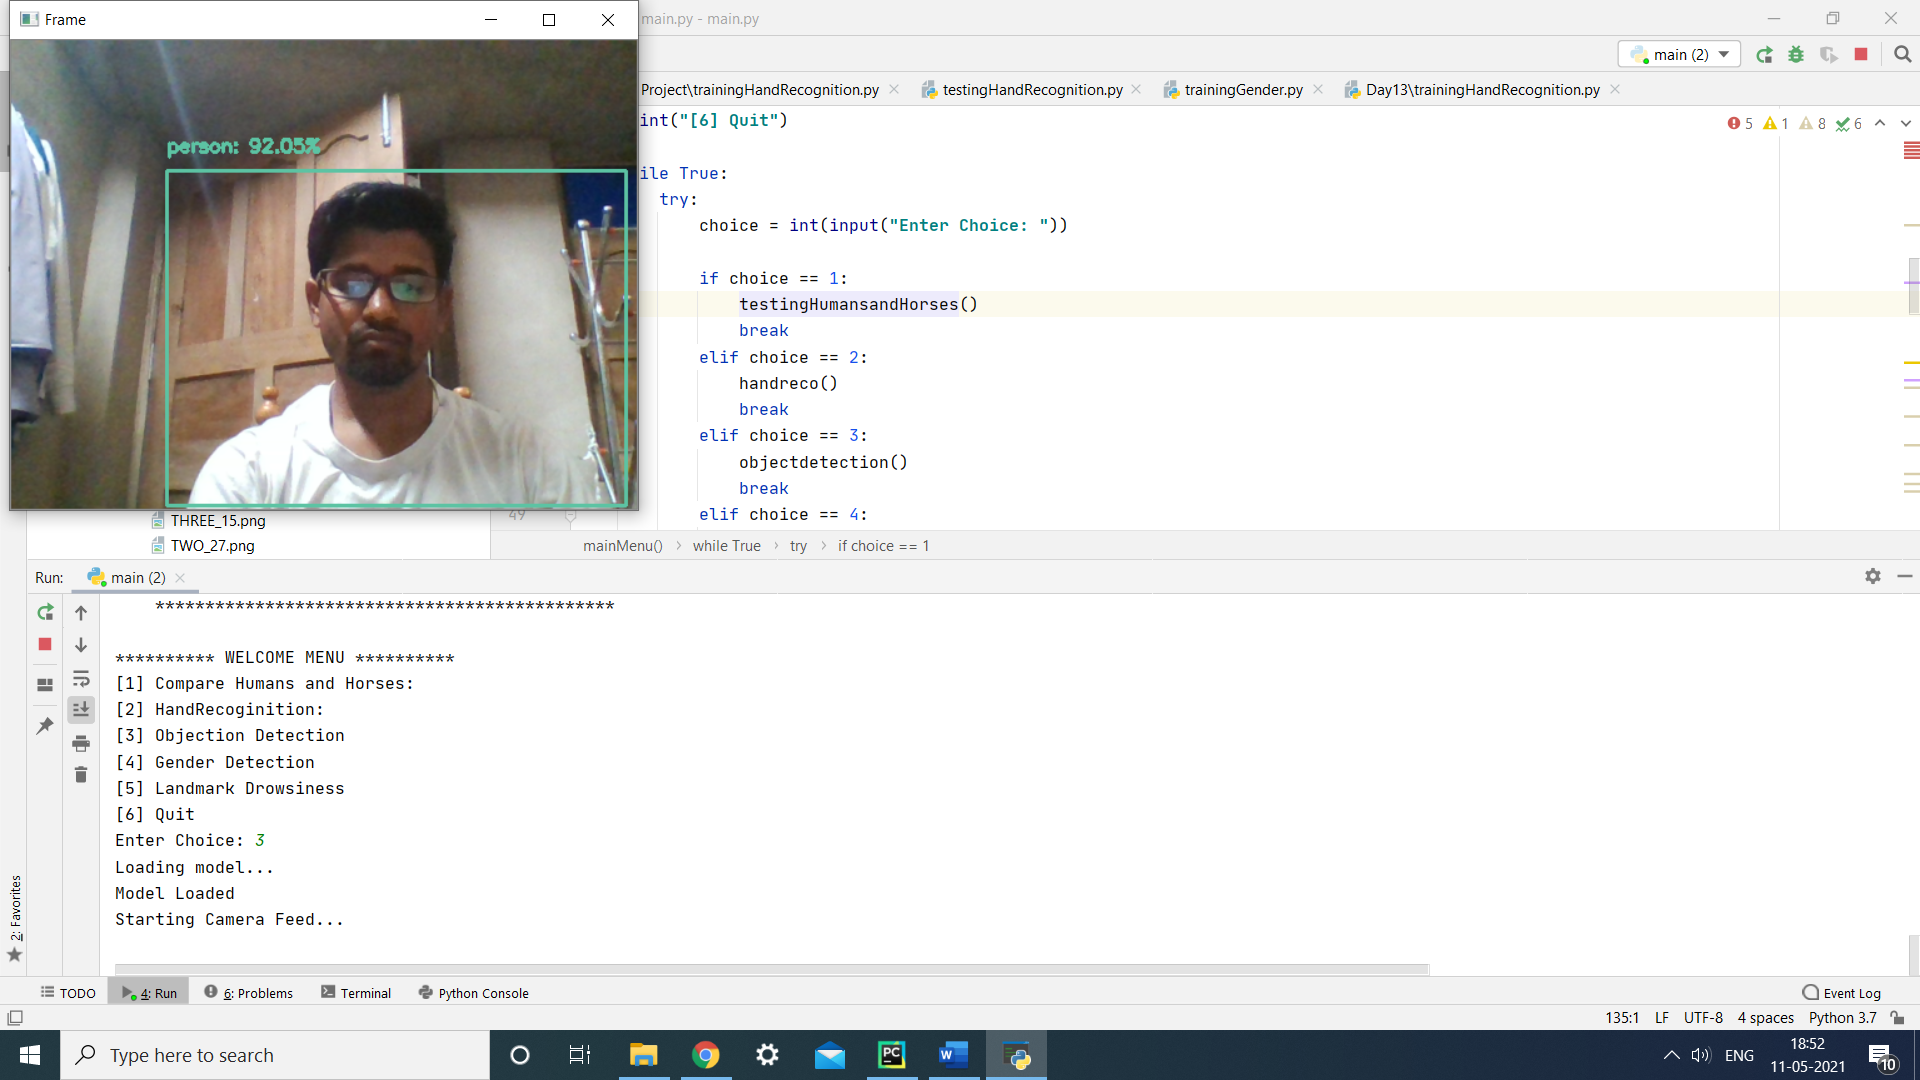 Frame
main.py - main.py
main (2)
Project\trainingHandRecognition.py
testingHandRecognition.py
trainingGender.py
Day13\trainingHandRecognition.py
person: 92.05%
int("[6] Quit")
5 1 8 6
ile True:
try:
choice = int(input("Enter Choice: "))
if choice == 1:
testingHumansandHorses()
break
elif choice == 2:
handreco()
break
elif choice == 3:
objectdetection()
break
49
elif choice == 4:
THREE_15.png
TWO_27.png
mainMenu() > while True > try > if choice == 1
Run: main (2)
**********************************************
********** WELCOME MENU **********
[1] Compare Humans and Horses:
[2] HandRecoginition:
[3] Objection Detection
[4] Gender Detection
[5] Landmark Drowsiness
[6] Quit
Enter Choice: 3
Loading model...
Model Loaded
Starting Camera Feed...
2: Favorites
TODO
4: Run
6: Problems
Terminal
Python Console
Event Log
135:1 LF UTF-8 4 spaces Python 3.7
Type here to search
PC
W
ENG
18:52
11-05-2021
10